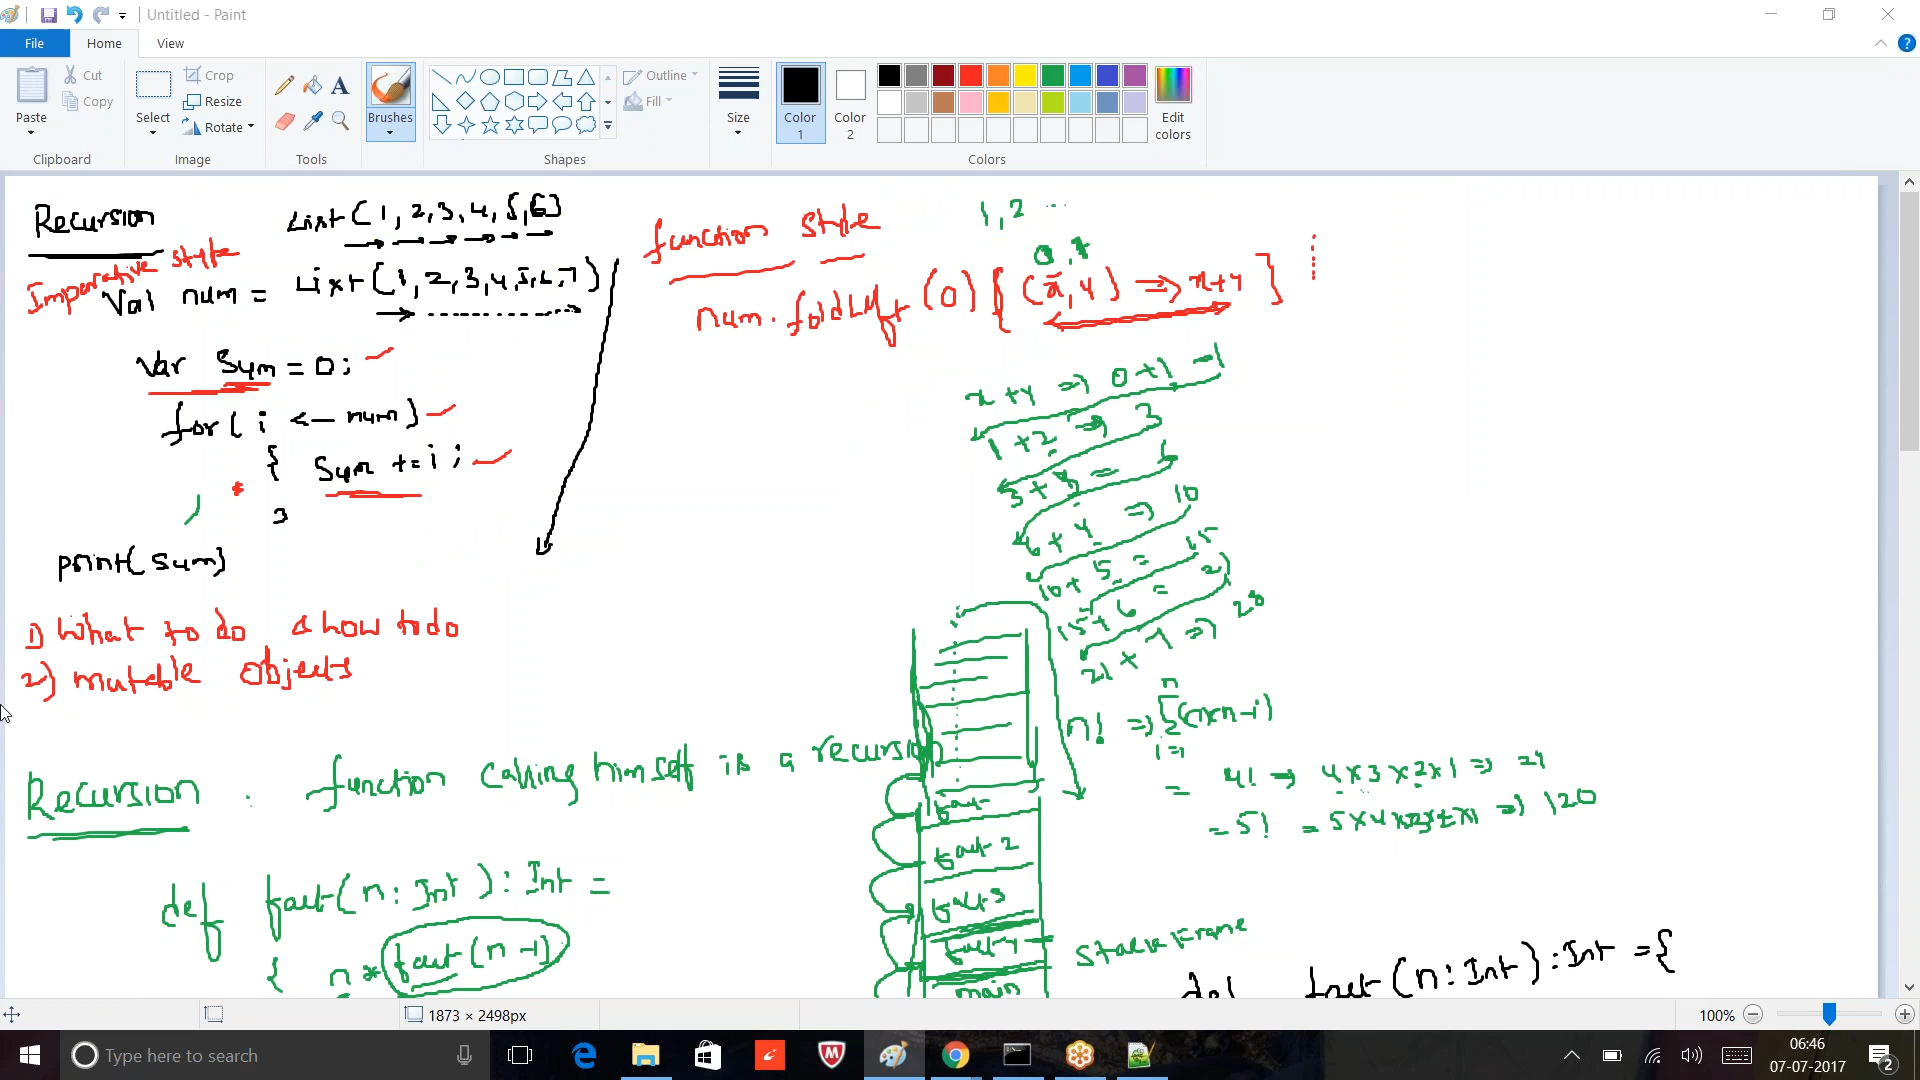 Untitled - Paint
File
Home
View
Paste
Cut
Copy
Clipboard
Select
Crop
Resize
Rotate
Image
A
Tools
Brushes
Shapes
Outline
Fill
Size
Color 1
Color 2
Colors
Edit colors
Recursion
List(1,2,3,4,5,6)
Imperative style
Val num = List(1,2,3,4,5,6,7)
Var Sum = 0;
for( i <- num)
{ Sum += i;
print(sum)
1) What to do & how to do
2) mutable objects
function style
1,2 ...
num.foldLeft (0) { (x,y) => x+y }
x+y => 0+1 -1
1+2 => 3
3+3 = 6
6+4 => 10
10+5 = 15
15+6 = 21
21+7 => 28
n! =>
i=1
= 4! => 4x3x2x1 => 24
= 5! =
=> 120
Recursion . function calling himself is a recursion
def fact(n:Int):Int =
{ n* fact(n-1)
fact 2
fact 3
main
Stack Frame
def fact(n:Int):Int ={
1873 × 2498px
100%
Type here to search
06:46
07-07-2017
2